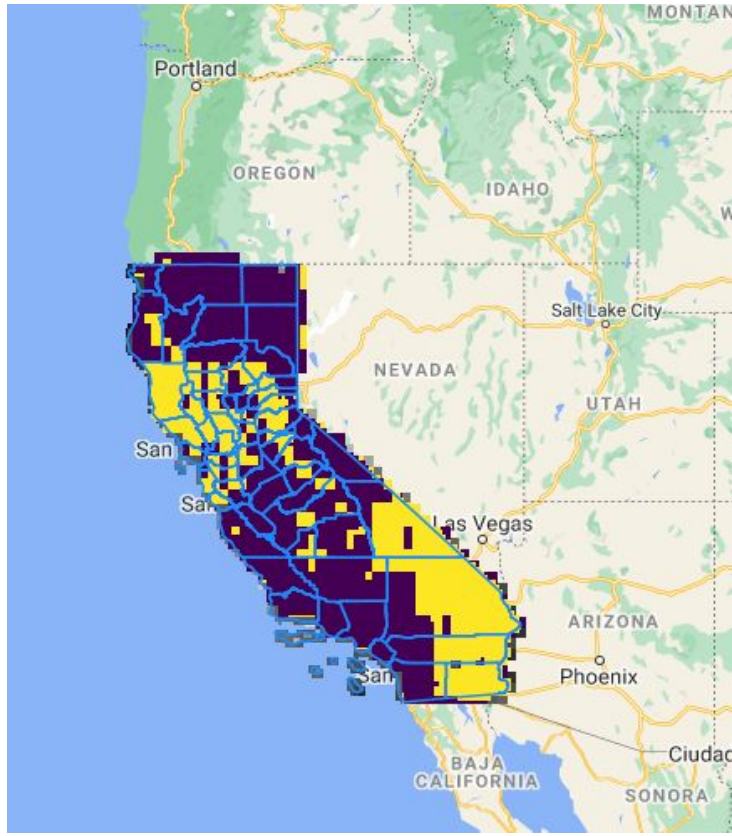 MONTAN
Portland
OREGON
IDAHO
W
Salt Lake City
NEVADA
UTAH
San
San
Las Vegas
ARIZONA
Phoenix
San
Ciudad
BAJA
CALIFORNIA
SONORA